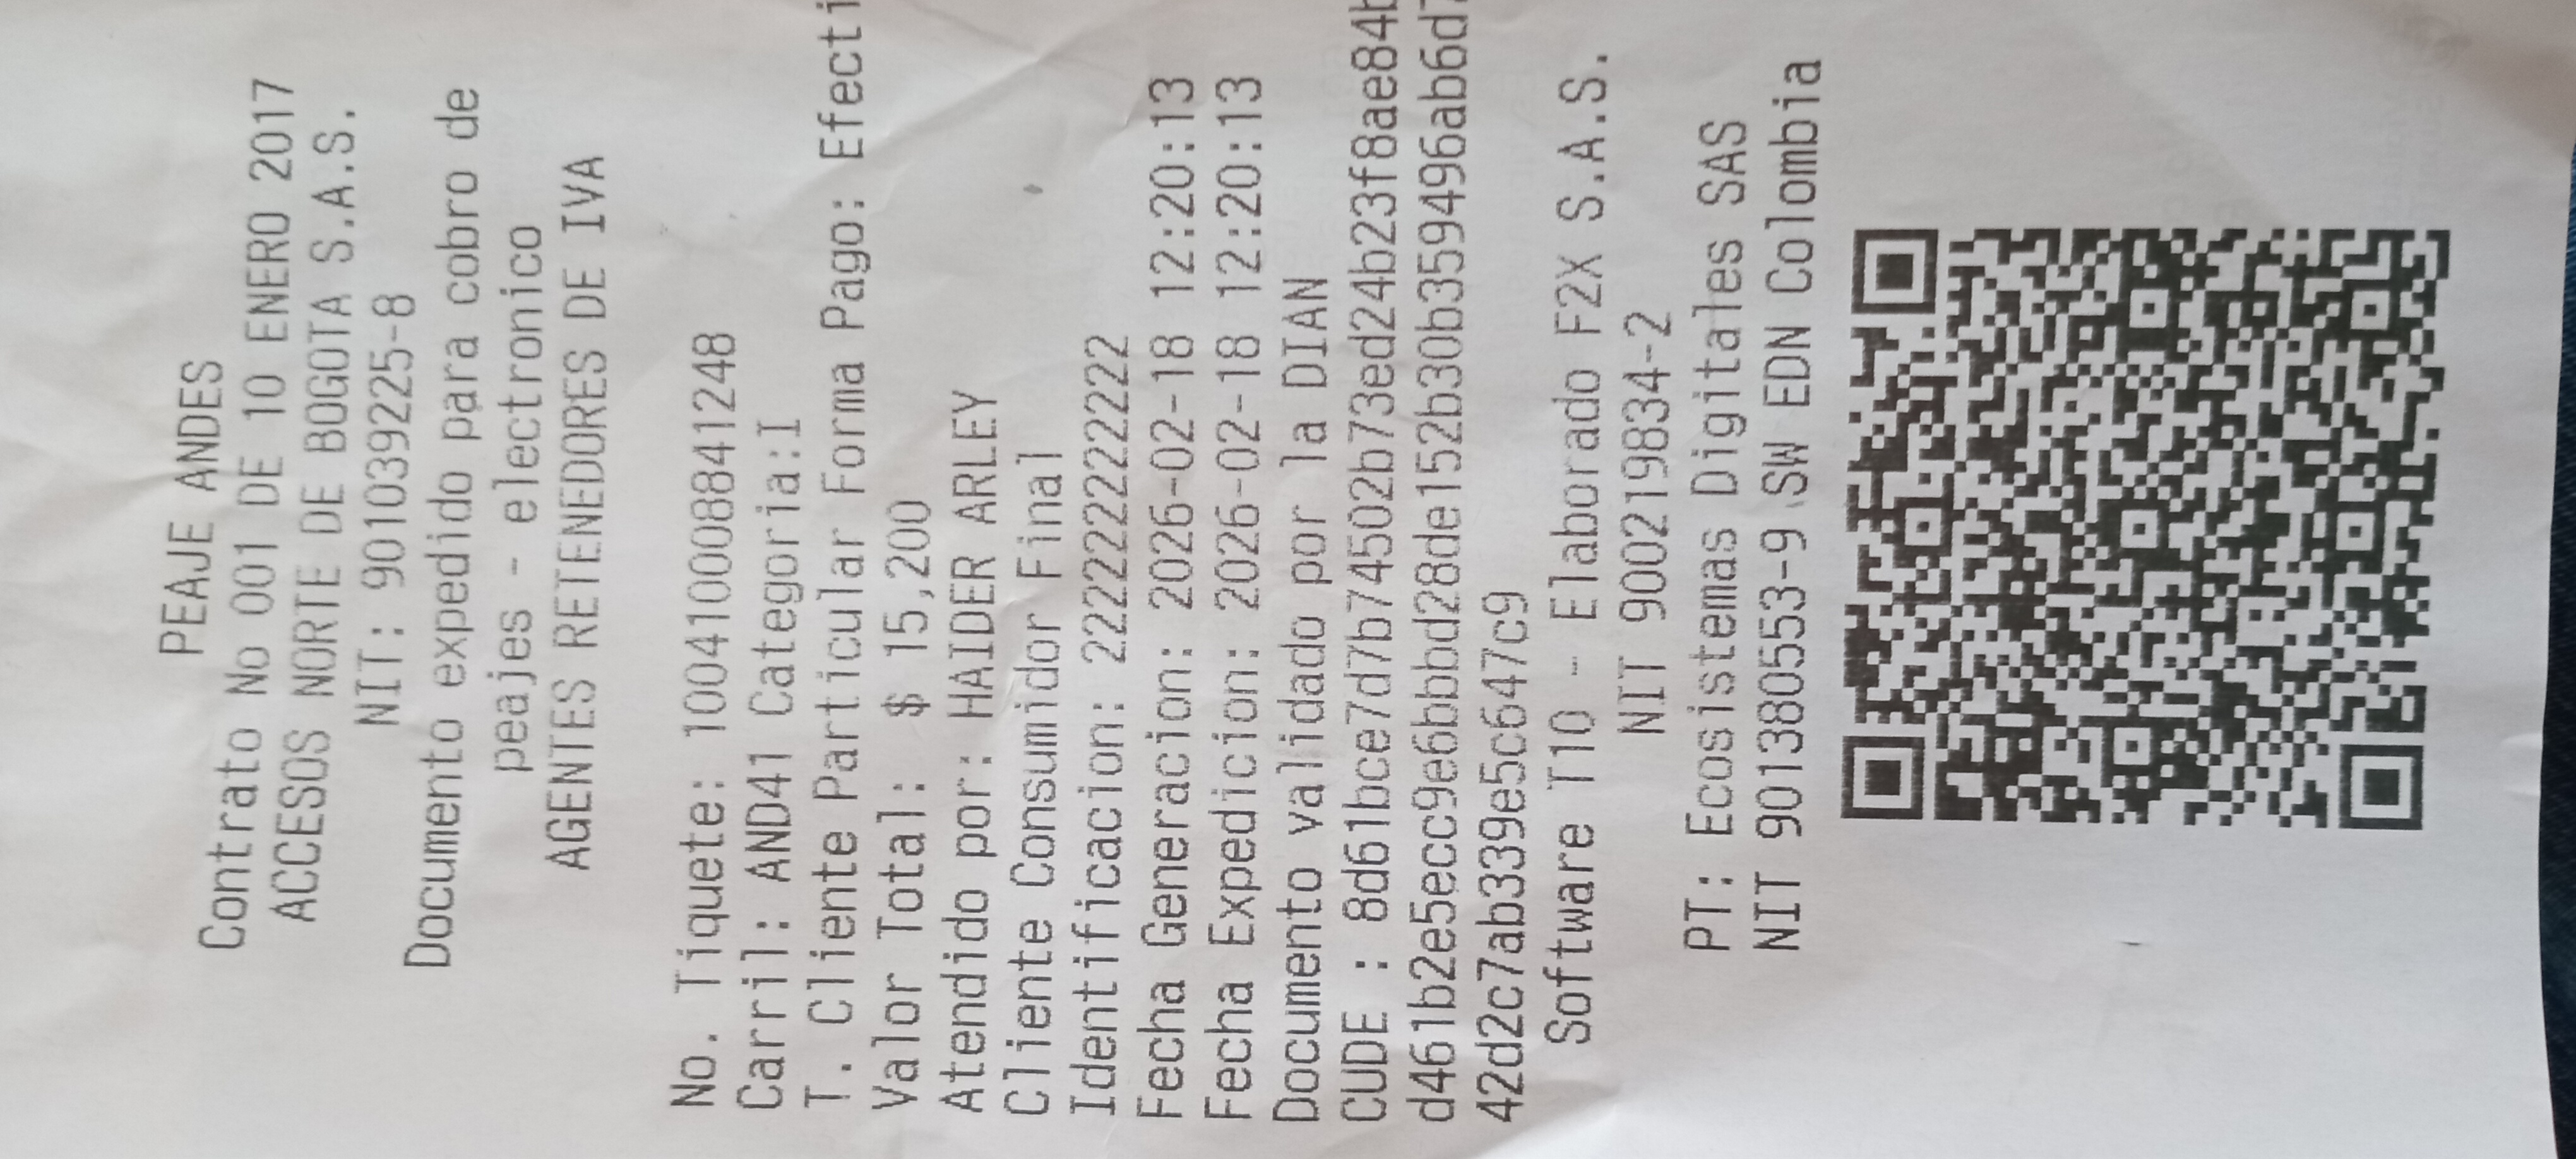 PEAJE ANDES
Contrato No 001 DE 10 ENERO 2017
ACCESOS NORTE DE BOGOTA S.A.S.
NIT: 901039225-8
Documento expedido para cobro de
peajes - electronico
AGENTES RETENEDORES DE IVA
No. Tiquete: 100410008841248
Carril: AND41 Categoria:I
T. Cliente Particular Forma Pago: Efecti
Valor Total: $ 15,200
Atendido por: HAIDER ARLEY
Cliente Consumidor Final
Identificacion: 222222222222
Fecha Generacion: 2026-02-18 12:20:13
Fecha Expedicion: 2026-02-18 12:20:13
Documento validado por la DIAN
CUDE : 8d61bce7d7b74502b73ed24b23f8ae84b
d461b2e5ecc9e6bbbd28de152b30b359496ab6d7
42d2c7ab339e5c647c9
Software T10 - Elaborado F2X S.A.S.
NIT 900219834-2
PT: Ecosistemas Digitales SAS
NIT 901380553-9 SW EDN Colombia